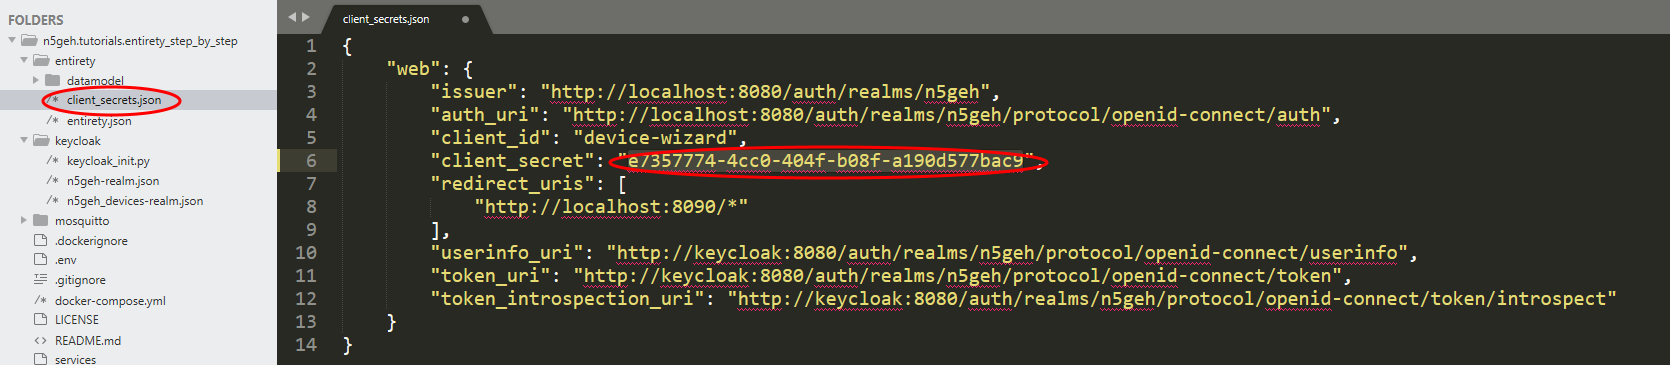 FOLDERS
n5geh.tutorials.entirety_step_by_step
entirety
datamodel
client_secrets.json
entirety.json
keycloak
keycloak_init.py
n5geh-realm.json
n5geh_devices-realm.json
mosquitto
.dockerignore
.env
.gitignore
docker-compose.yml
LICENSE
README.md
services
client_secrets.json
1 {
2 "web": {
3 "issuer": "http://localhost:8080/auth/realms/n5geh",
4 "auth_uri": "http://localhost:8080/auth/realms/n5geh/protocol/openid-connect/auth",
5 "client_id": "device-wizard",
6 "client_secret": "e7357774-4cc0-404f-b08f-a190d577bac9",
7 "redirect_uris": [
8 "http://localhost:8090/*"
9 ],
10 "userinfo_uri": "http://keycloak:8080/auth/realms/n5geh/protocol/openid-connect/userinfo",
11 "token_uri": "http://keycloak:8080/auth/realms/n5geh/protocol/openid-connect/token",
12 "token_introspection_uri": "http://keycloak:8080/auth/realms/n5geh/protocol/openid-connect/token/introspect"
13 }
14 }